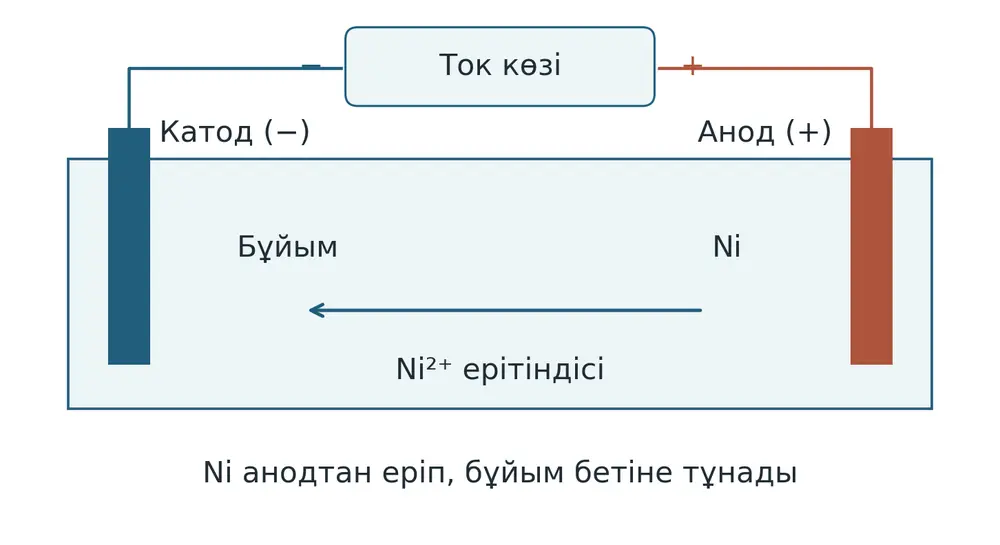 − Ток көзі +
Катод (−) Анод (+)
Бұйым Ni
Ni²⁺ ерітіндісі
Ni анодтан еріп, бұйым бетіне тұнады